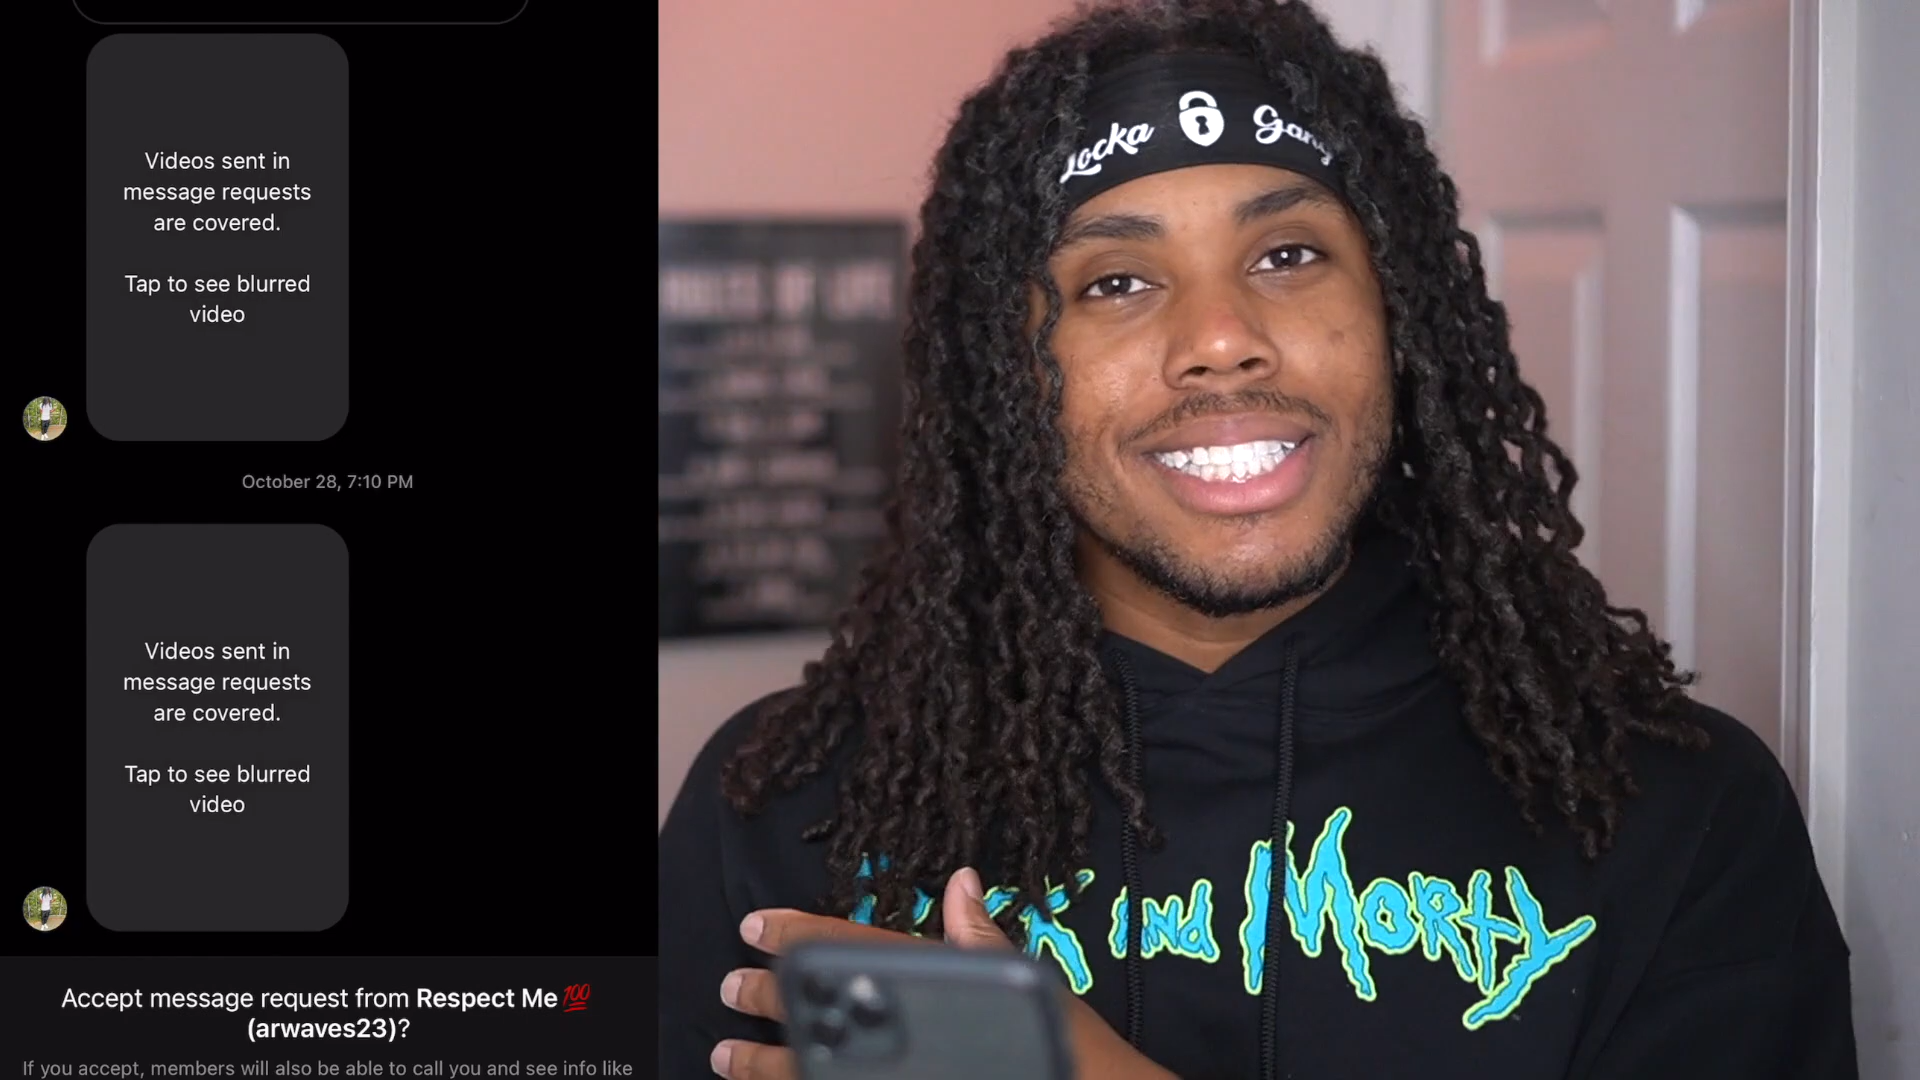 Videos sent in
message requests
are covered.
Tap to see blurred
video
October 28, 7:10 PM
Videos sent in
message requests
are covered.
Tap to see blurred
video
Accept message request from Respect Me 💯
(arwaves23)?
If you accept, members will also be able to call you and see info like
Locka Gang
and Morty